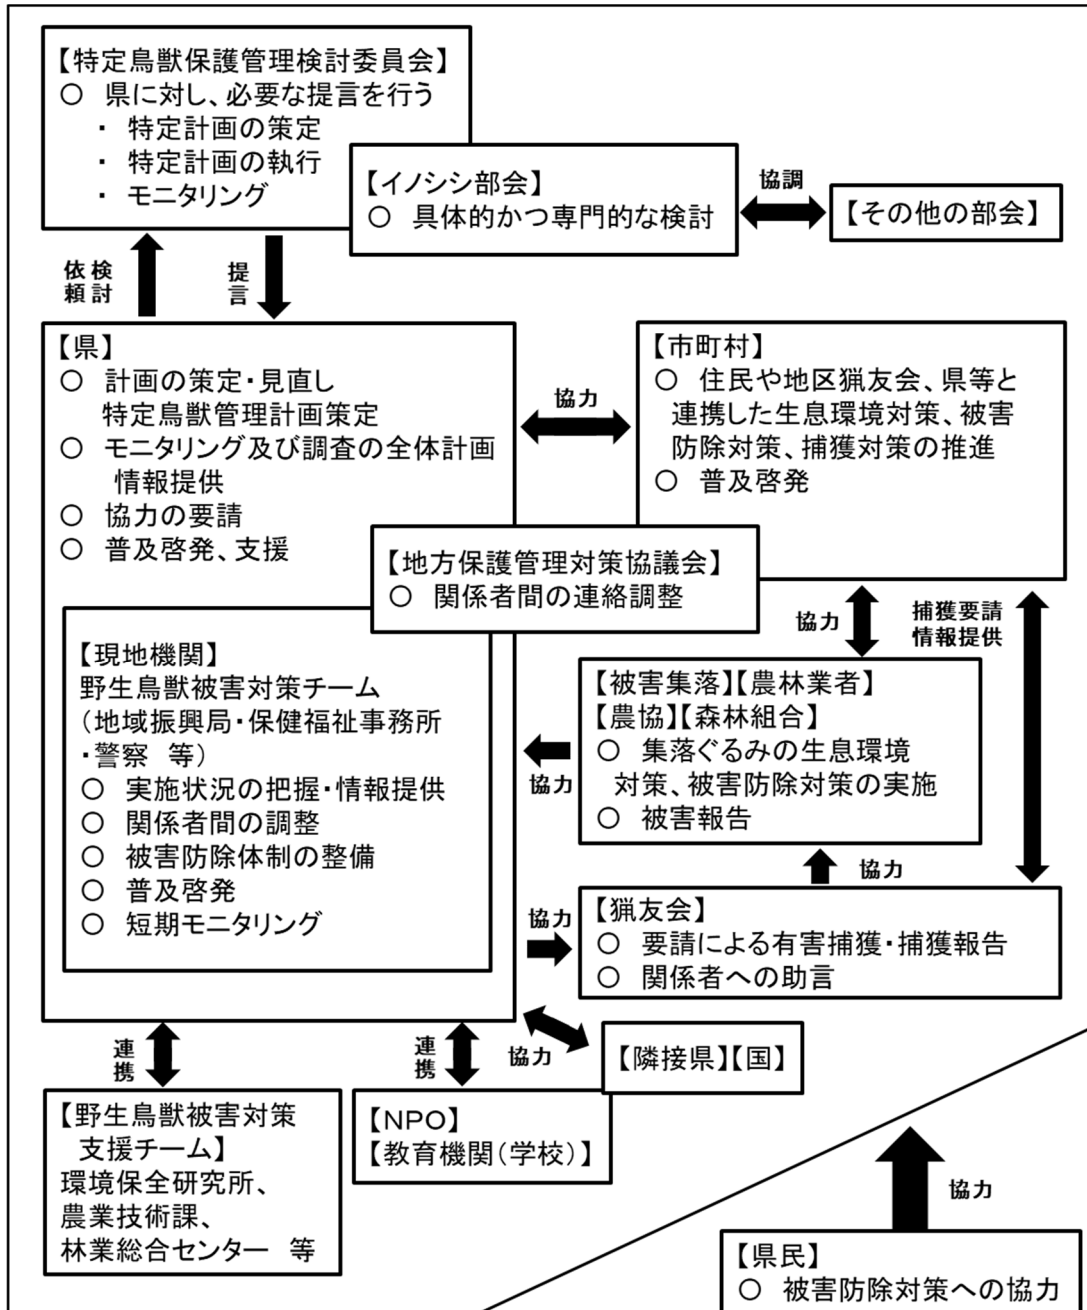 【特定鳥獣保護管理検討委員会】
○ 県に対し、必要な提言を行う
・ 特定計画の策定
・ 特定計画の執行
・ モニタリング
【イノシシ部会】
○ 具体的かつ専門的な検討
協調
【その他の部会】
検討
依頼
提言
【県】
○ 計画の策定・見直し
特定鳥獣管理計画策定
○ モニタリング及び調査の全体計画
情報提供
○ 協力の要請
○ 普及啓発、支援
協力
【市町村】
○ 住民や地区猟友会、県等と
連携した生息環境対策、被害
防除対策、捕獲対策の推進
○ 普及啓発
【地方保護管理対策協議会】
○ 関係者間の連絡調整
【現地機関】
野生鳥獣被害対策チーム
（地域振興局・保健福祉事務所
・警察 等）
○ 実施状況の把握・情報提供
○ 関係者間の調整
○ 被害防除体制の整備
○ 普及啓発
○ 短期モニタリング
協力
捕獲要請
情報提供
【被害集落】【農林業者】
【農協】【森林組合】
○ 集落ぐるみの生息環境
対策、被害防除対策の実施
○ 被害報告
協力
協力
協力
【猟友会】
○ 要請による有害捕獲・捕獲報告
○ 関係者への助言
連携
連携
協力
【隣接県】【国】
【野生鳥獣被害対策
支援チーム】
環境保全研究所、
農業技術課、
林業総合センター 等
【NPO】
【教育機関（学校）】
協力
【県民】
○ 被害防除対策への協力